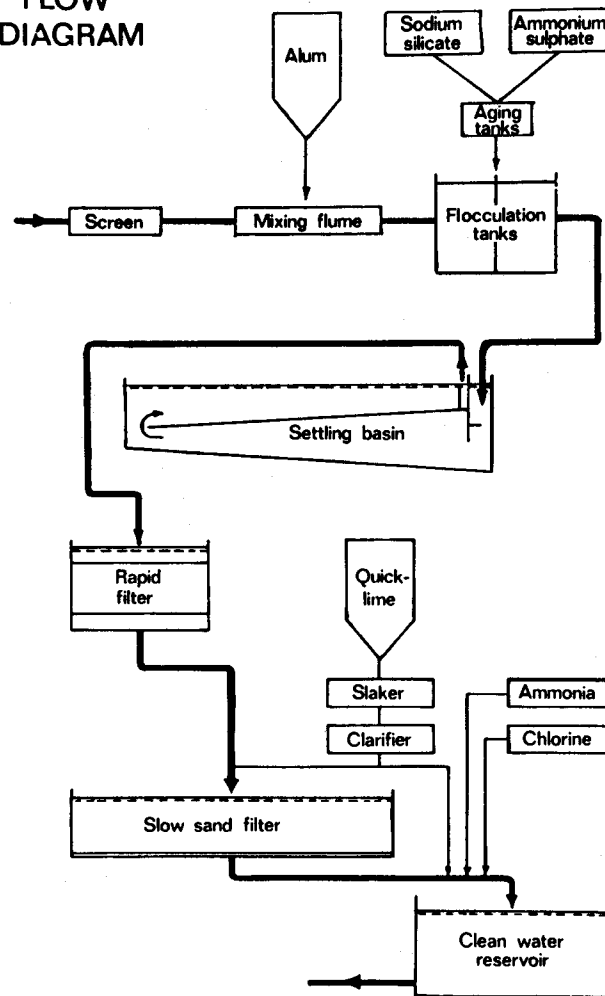 FLOW
DIAGRAM
Alum
Sodium
silicate
Ammonium
sulphate
Aging
tanks
Screen
Mixing flume
Flocculation
tanks
Settling basin
Rapid
filter
Quick-
lime
Slaker
Ammonia
Clarifier
Chlorine
Slow sand filter
Clean water
reservoir